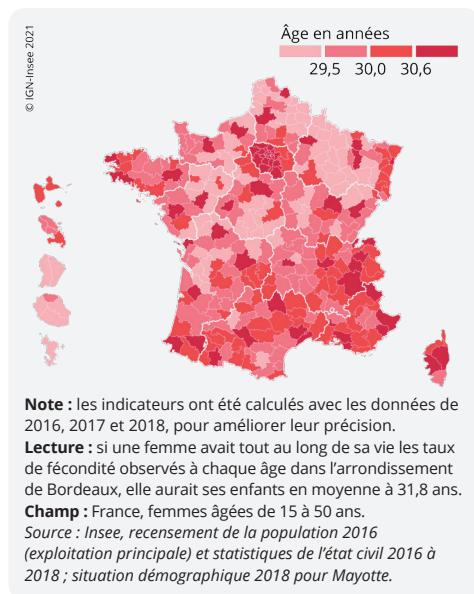 © IGN-Insee 2021
Âge en années
29,5 30,0 30,6
Note : les indicateurs ont été calculés avec les données de
2016, 2017 et 2018, pour améliorer leur précision.
Lecture : si une femme avait tout au long de sa vie les taux
de fécondité observés à chaque âge dans l’arrondissement
de Bordeaux, elle aurait ses enfants en moyenne à 31,8 ans.
Champ : France, femmes âgées de 15 à 50 ans.
Source : Insee, recensement de la population 2016
(exploitation principale) et statistiques de l’état civil 2016 à
2018 ; situation démographique 2018 pour Mayotte.